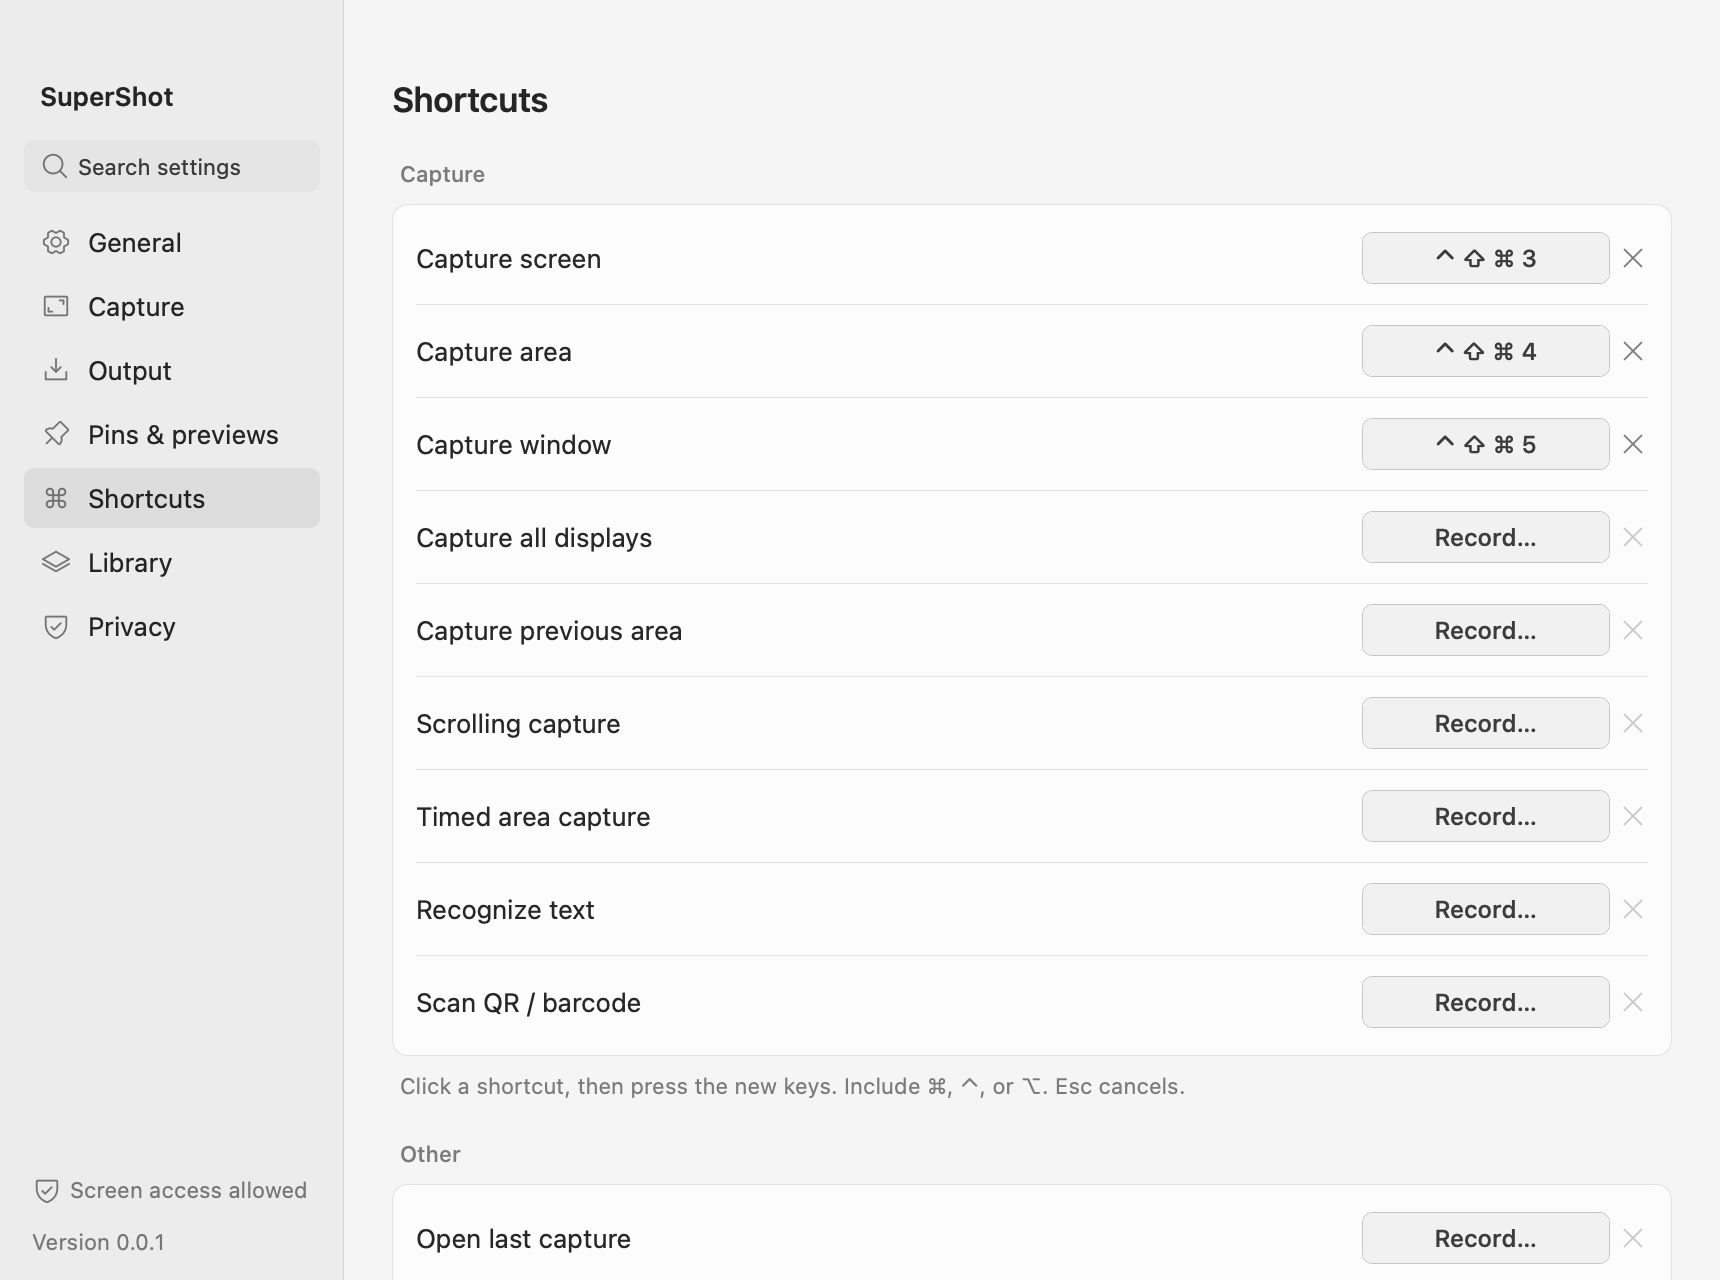 SuperShot
Search settings
General
Capture
Output
Pins & previews
Shortcuts
Library
Privacy
Screen access allowed
Version 0.0.1
Shortcuts
Capture
Capture screen ⌃ ⇧ ⌘ 3
Capture area ⌃ ⇧ ⌘ 4
Capture window ⌃ ⇧ ⌘ 5
Capture all displays Record...
Capture previous area Record...
Scrolling capture Record...
Timed area capture Record...
Recognize text Record...
Scan QR / barcode Record...
Click a shortcut, then press the new keys. Include ⌘, ⌃, or ⌥. Esc cancels.
Other
Open last capture Record...